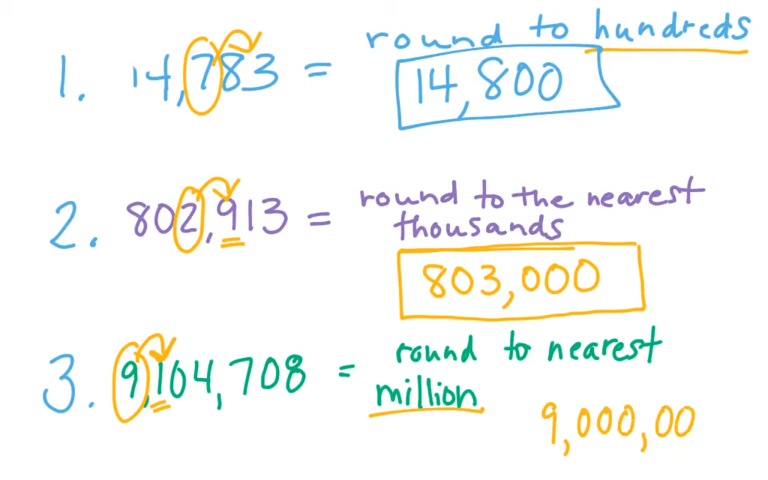 round to hundreds
1. 14,783 = 14,800
round to the nearest
2. 802,913 = thousands
803,000
round to nearest
3. 9,104,708 = million
9,000,00